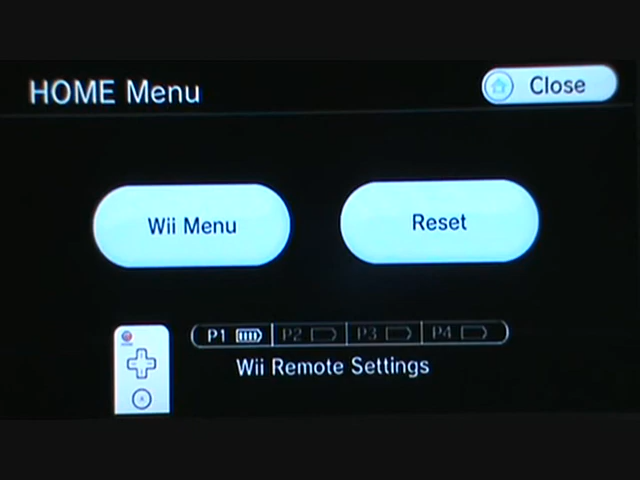 HOME Menu
Close
Wii Menu
Reset
P1 P2 P3 P4
Wii Remote Settings